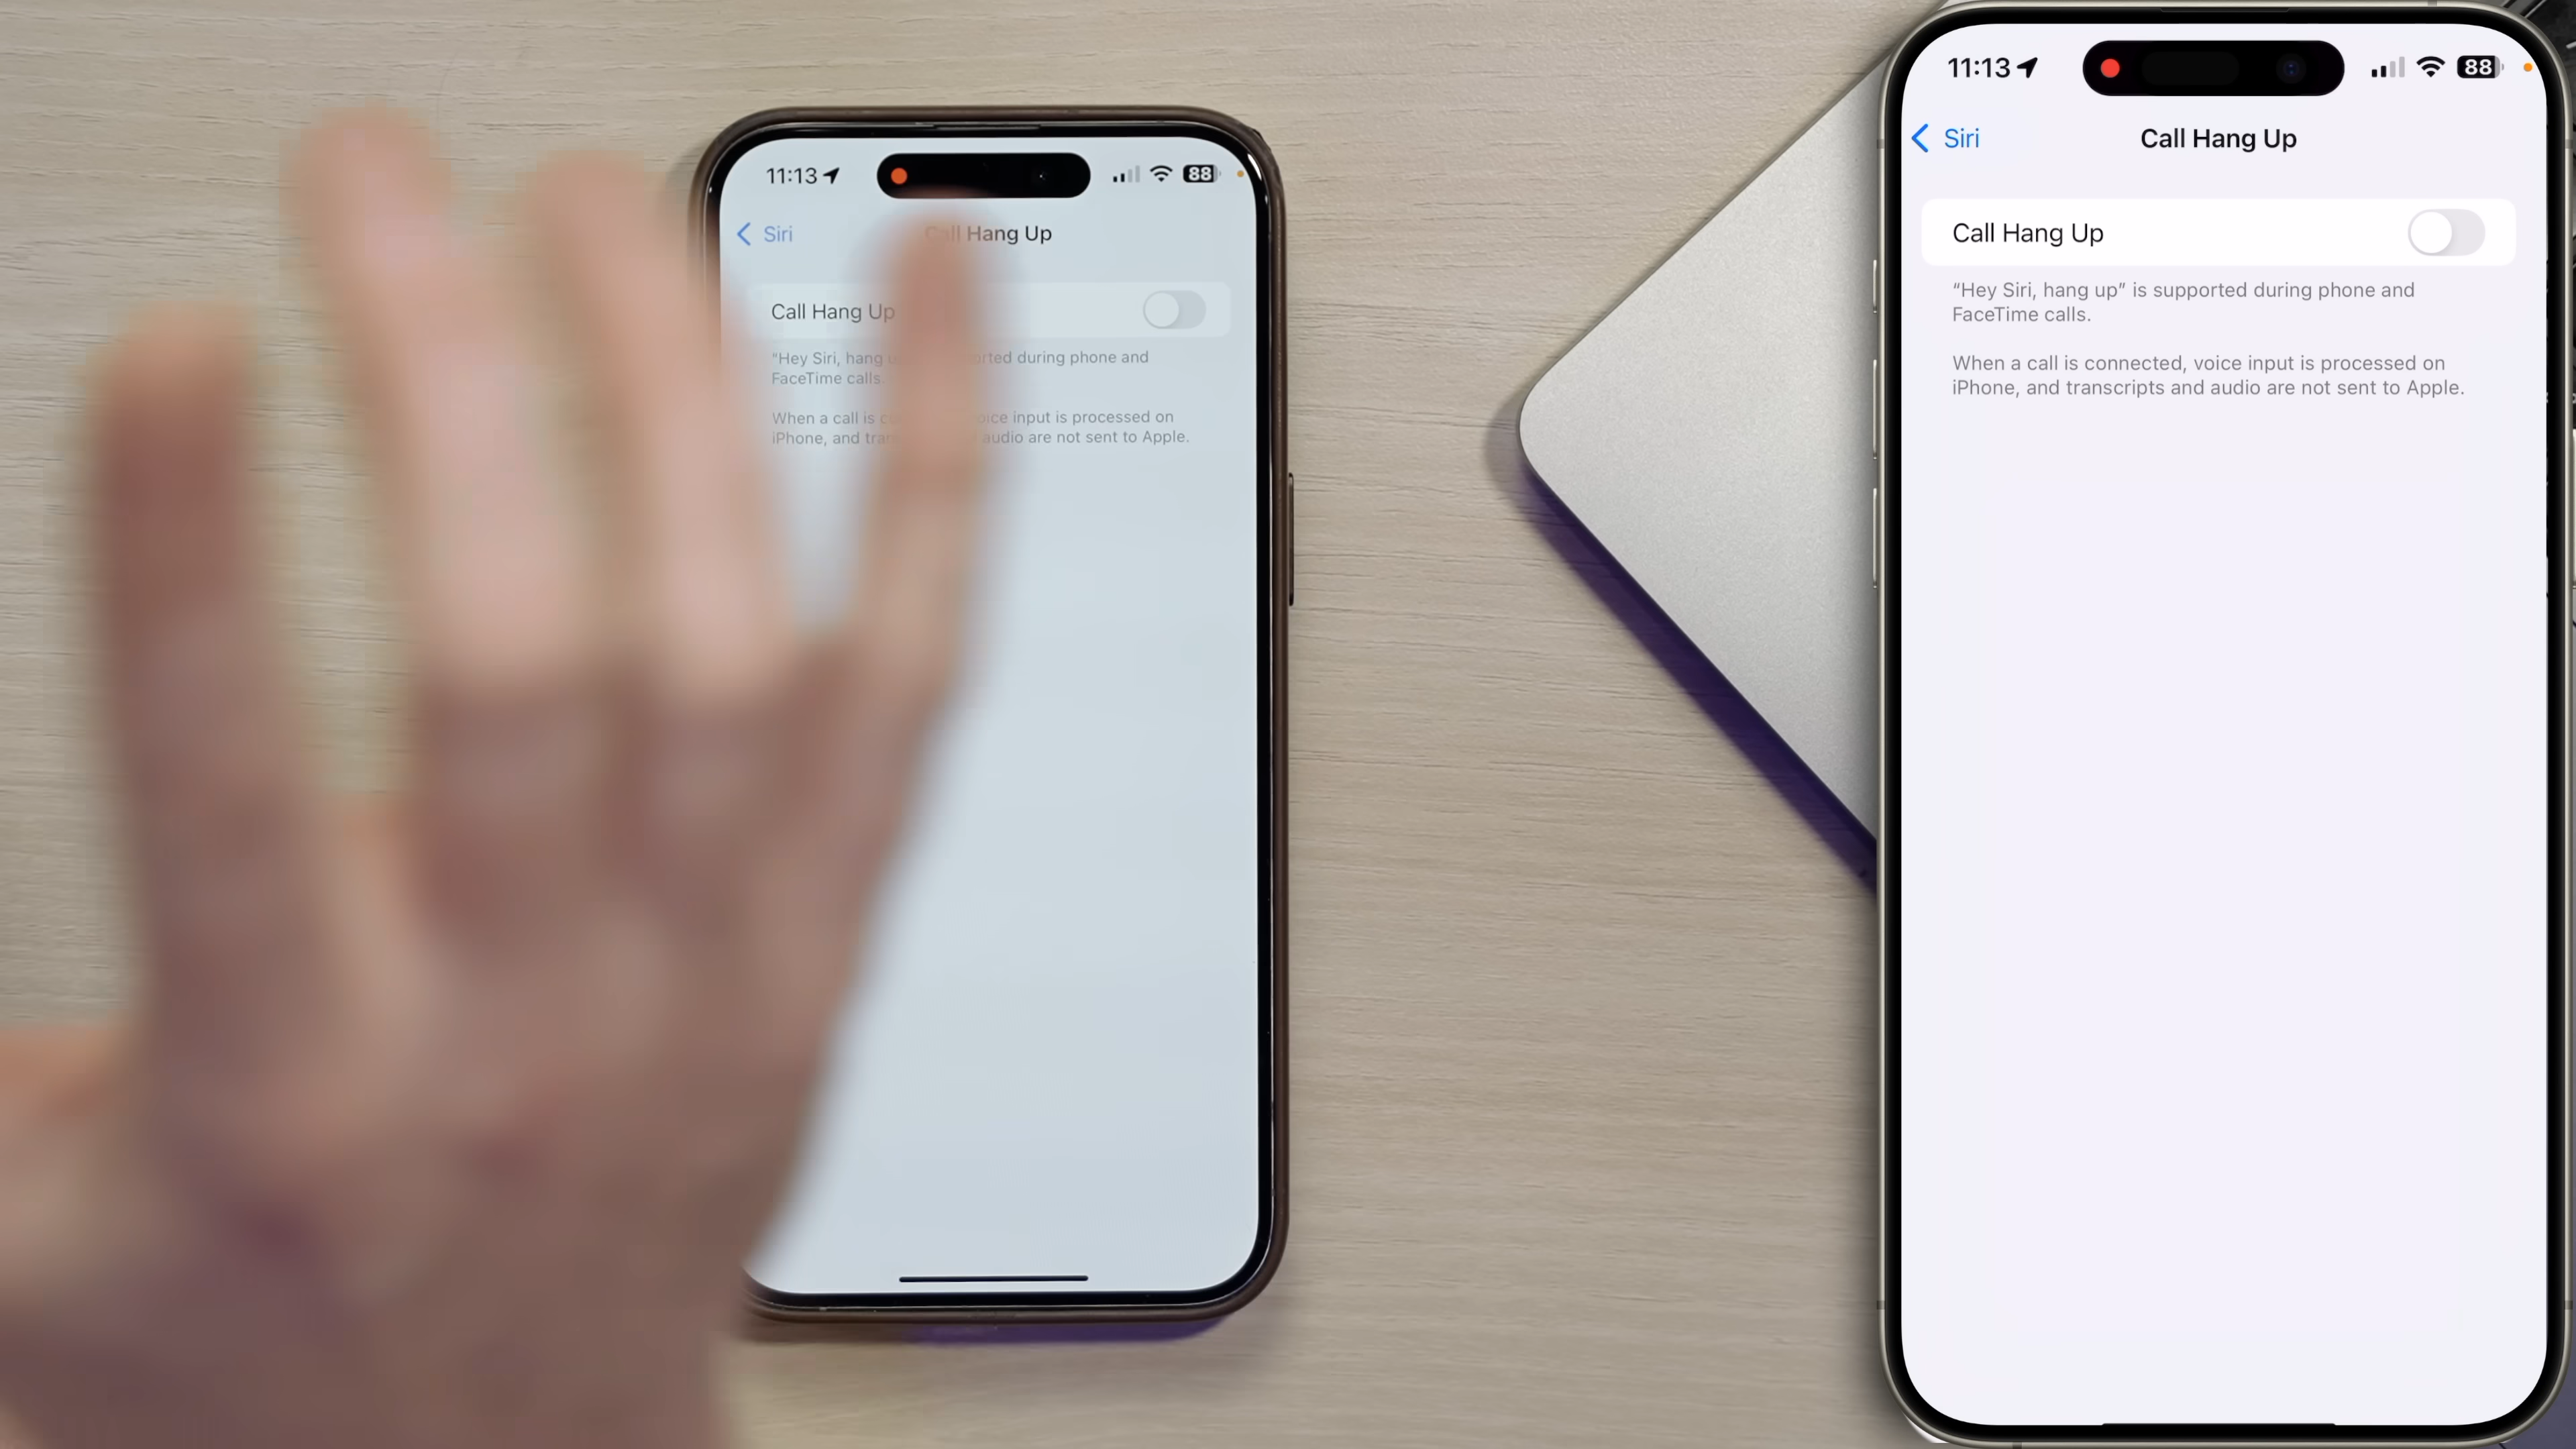 11:13
88
Siri
Call Hang Up
Call Hang Up
"Hey Siri, hang u rted during phone and
FaceTime calls.
When a call is c oice input is processed on
iPhone, and tran audio are not sent to Apple.
11:13
88
Siri
Call Hang Up
Call Hang Up
“Hey Siri, hang up” is supported during phone and
FaceTime calls.
When a call is connected, voice input is processed on
iPhone, and transcripts and audio are not sent to Apple.